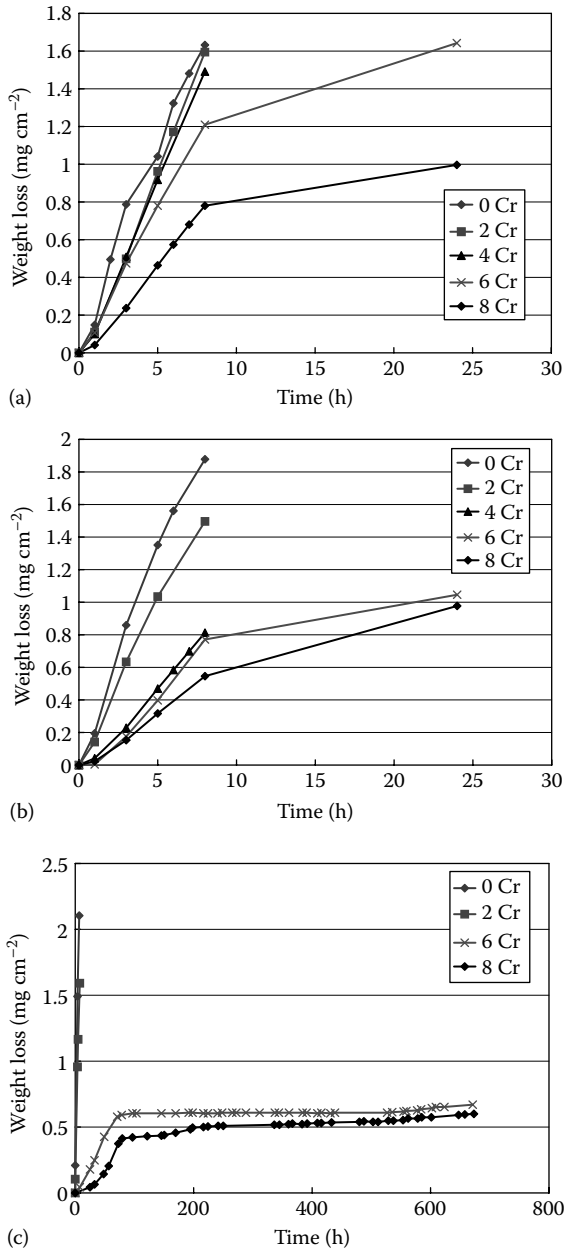 1.8
1.6
1.4
1.2
1
0.8
0.6
0.4
0.2
0
Weight loss (mg cm−2)
0 Cr
2 Cr
4 Cr
6 Cr
8 Cr
0 5 10 15 20 25 30
(a) Time (h)
2
1.8
1.6
1.4
1.2
1
0.8
0.6
0.4
0.2
0
Weight loss (mg cm−2)
0 Cr
2 Cr
4 Cr
6 Cr
8 Cr
0 5 10 15 20 25 30
(b) Time (h)
2.5
2
1.5
1
0.5
0
Weight loss (mg cm−2)
0 Cr
2 Cr
6 Cr
8 Cr
0 200 400 600 800
(c) Time (h)